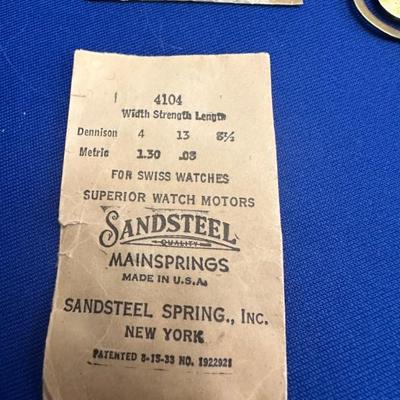 4104
Width Strength Length
Dennison 4 13 8½
Metric 1.30 .08
FOR SWISS WATCHES
SUPERIOR WATCH MOTORS
SANDSTEEL
QUALITY
MAINSPRINGS
MADE IN U.S.A.
SANDSTEEL SPRING., INC.
NEW YORK
PATENTED 8-15-33 NO. 1922921